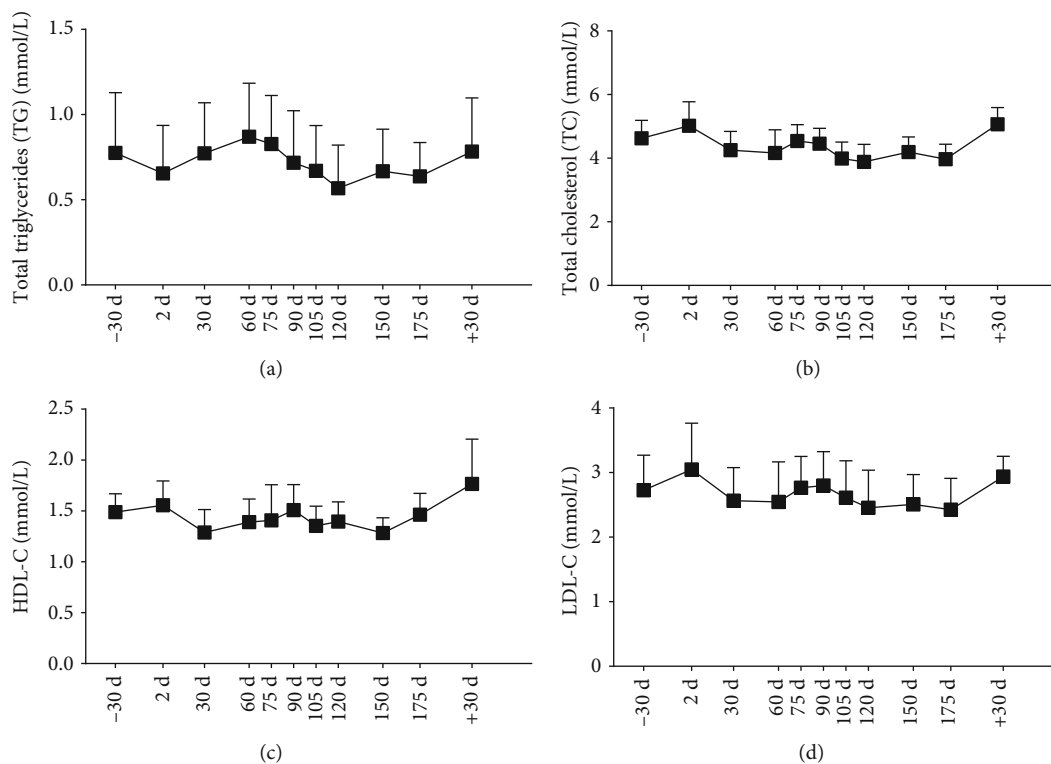 Total triglycerides (TG) (mmol/L)
1.5
1.0
0.5
0.0
−30 d
2 d
30 d
60 d
75 d
90 d
105 d
120 d
150 d
175 d
+30 d
(a)
Total cholesterol (TC) (mmol/L)
8
6
4
2
0
−30 d
2 d
30 d
60 d
75 d
90 d
105 d
120 d
150 d
175 d
+30 d
(b)
HDL-C (mmol/L)
2.5
2.0
1.5
1.0
0.5
0.0
−30 d
2 d
30 d
60 d
75 d
90 d
105 d
120 d
150 d
175 d
+30 d
(c)
LDL-C (mmol/L)
4
3
2
1
0
−30 d
2 d
30 d
60 d
75 d
90 d
105 d
120 d
150 d
175 d
+30 d
(d)